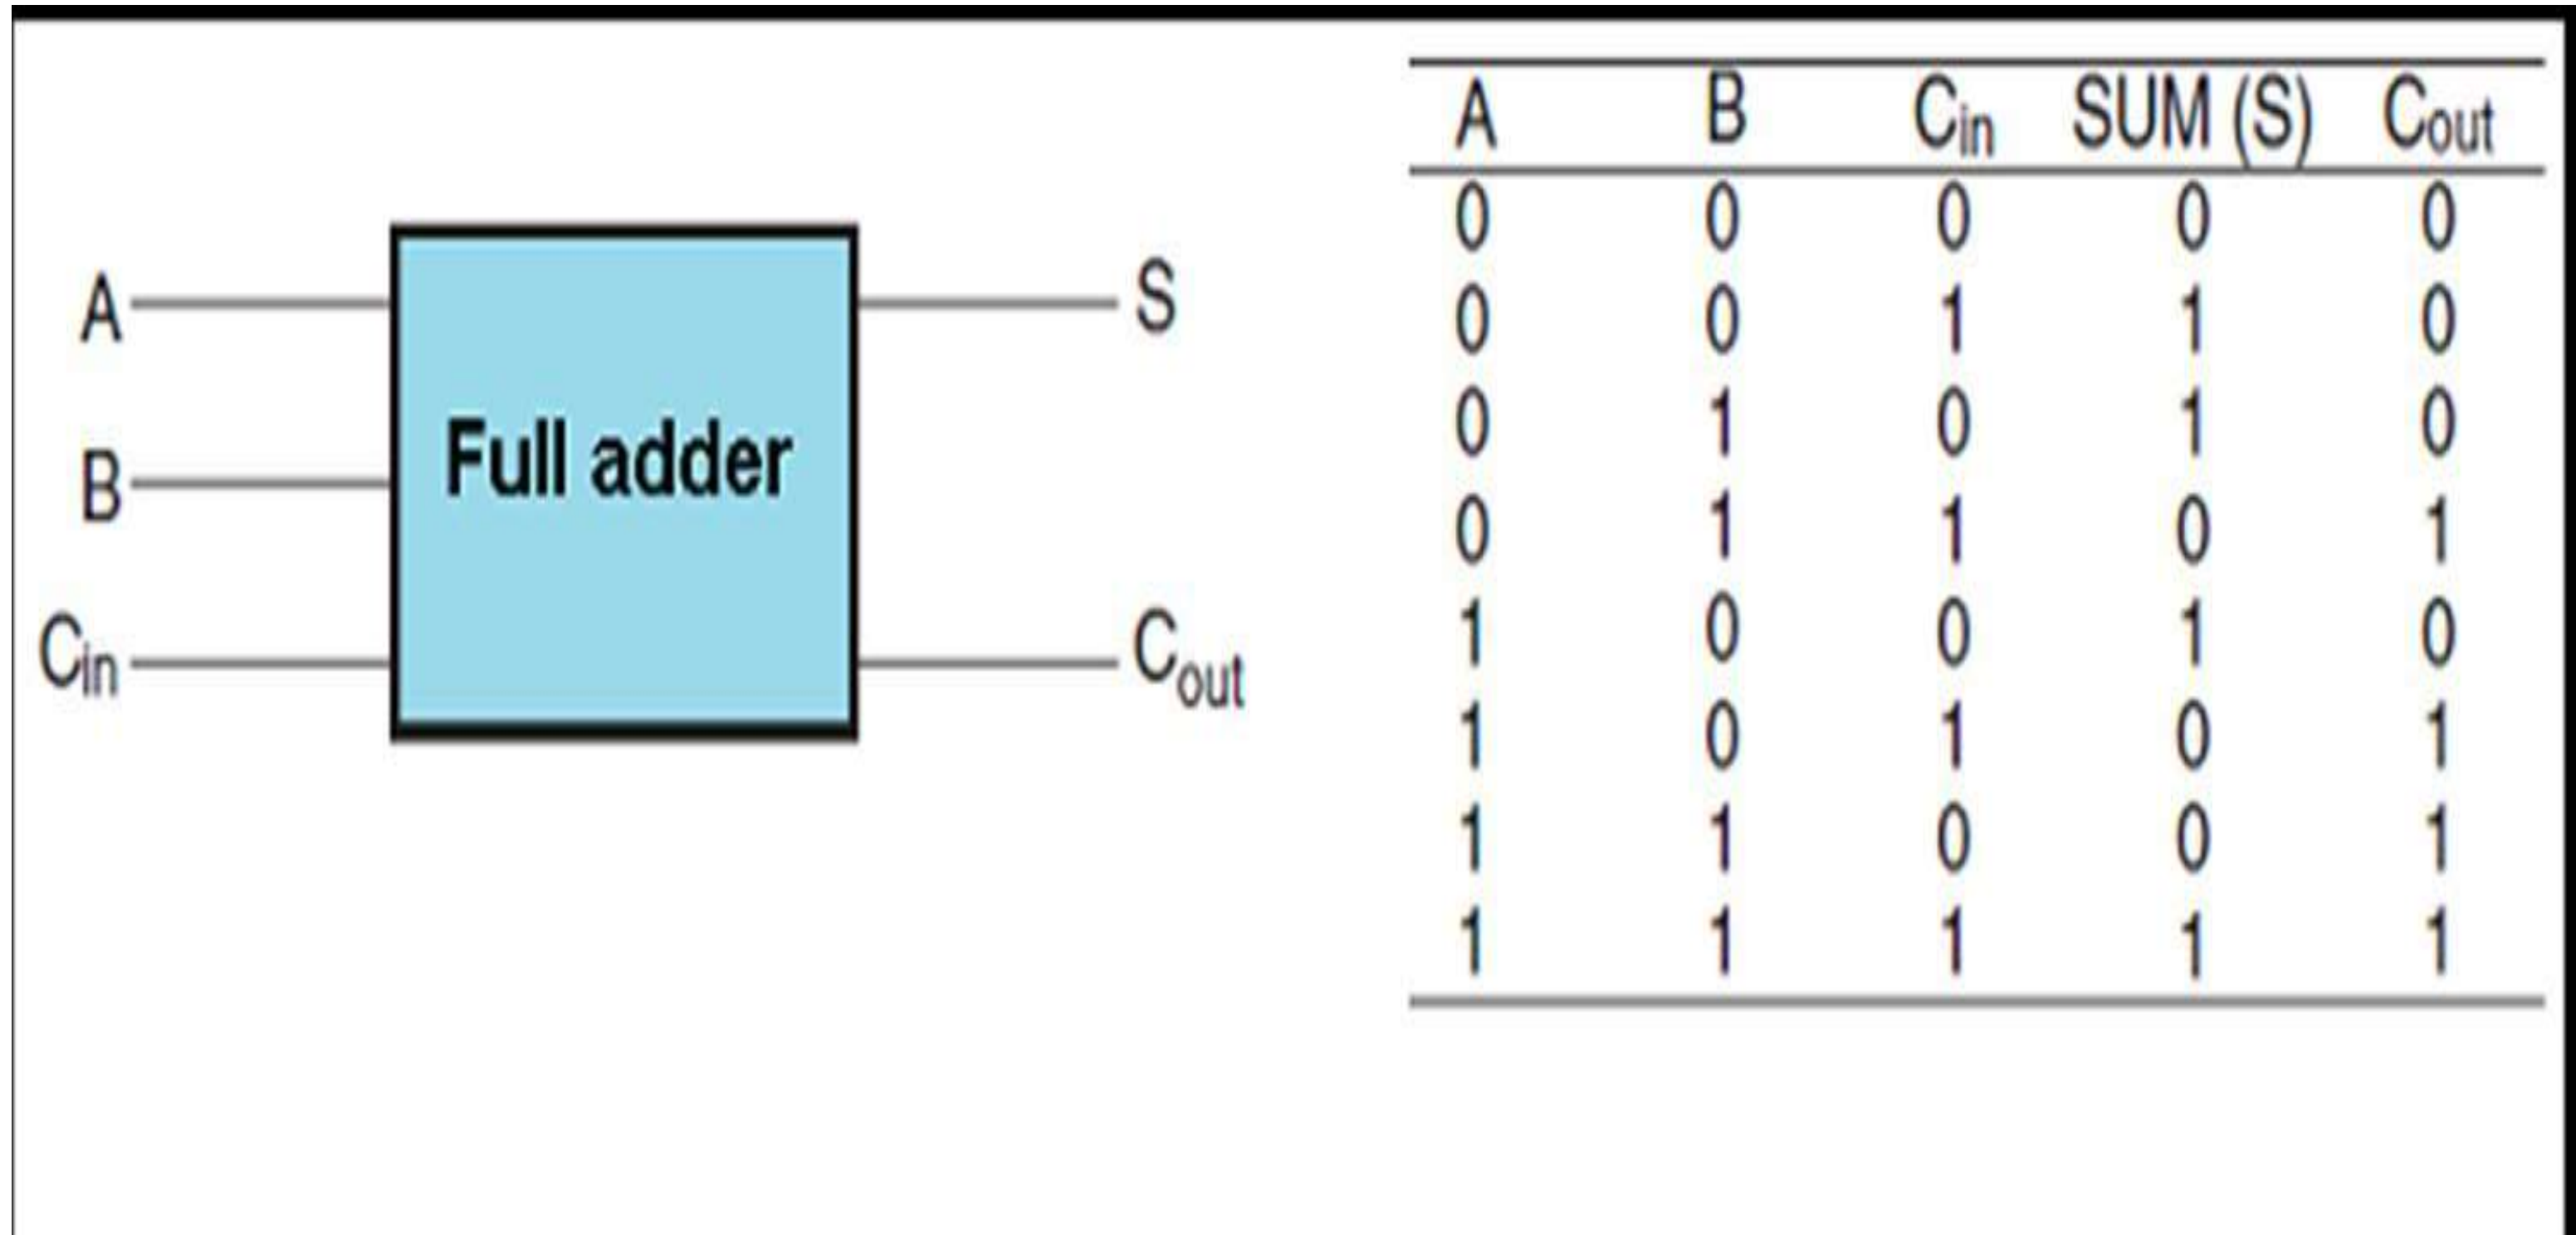 A
B
Cin
Full adder
S
Cout
A B Cin SUM (S) Cout
0 0 0 0 0
0 0 1 1 0
0 1 0 1 0
0 1 1 0 1
1 0 0 1 0
1 0 1 0 1
1 1 0 0 1
1 1 1 1 1